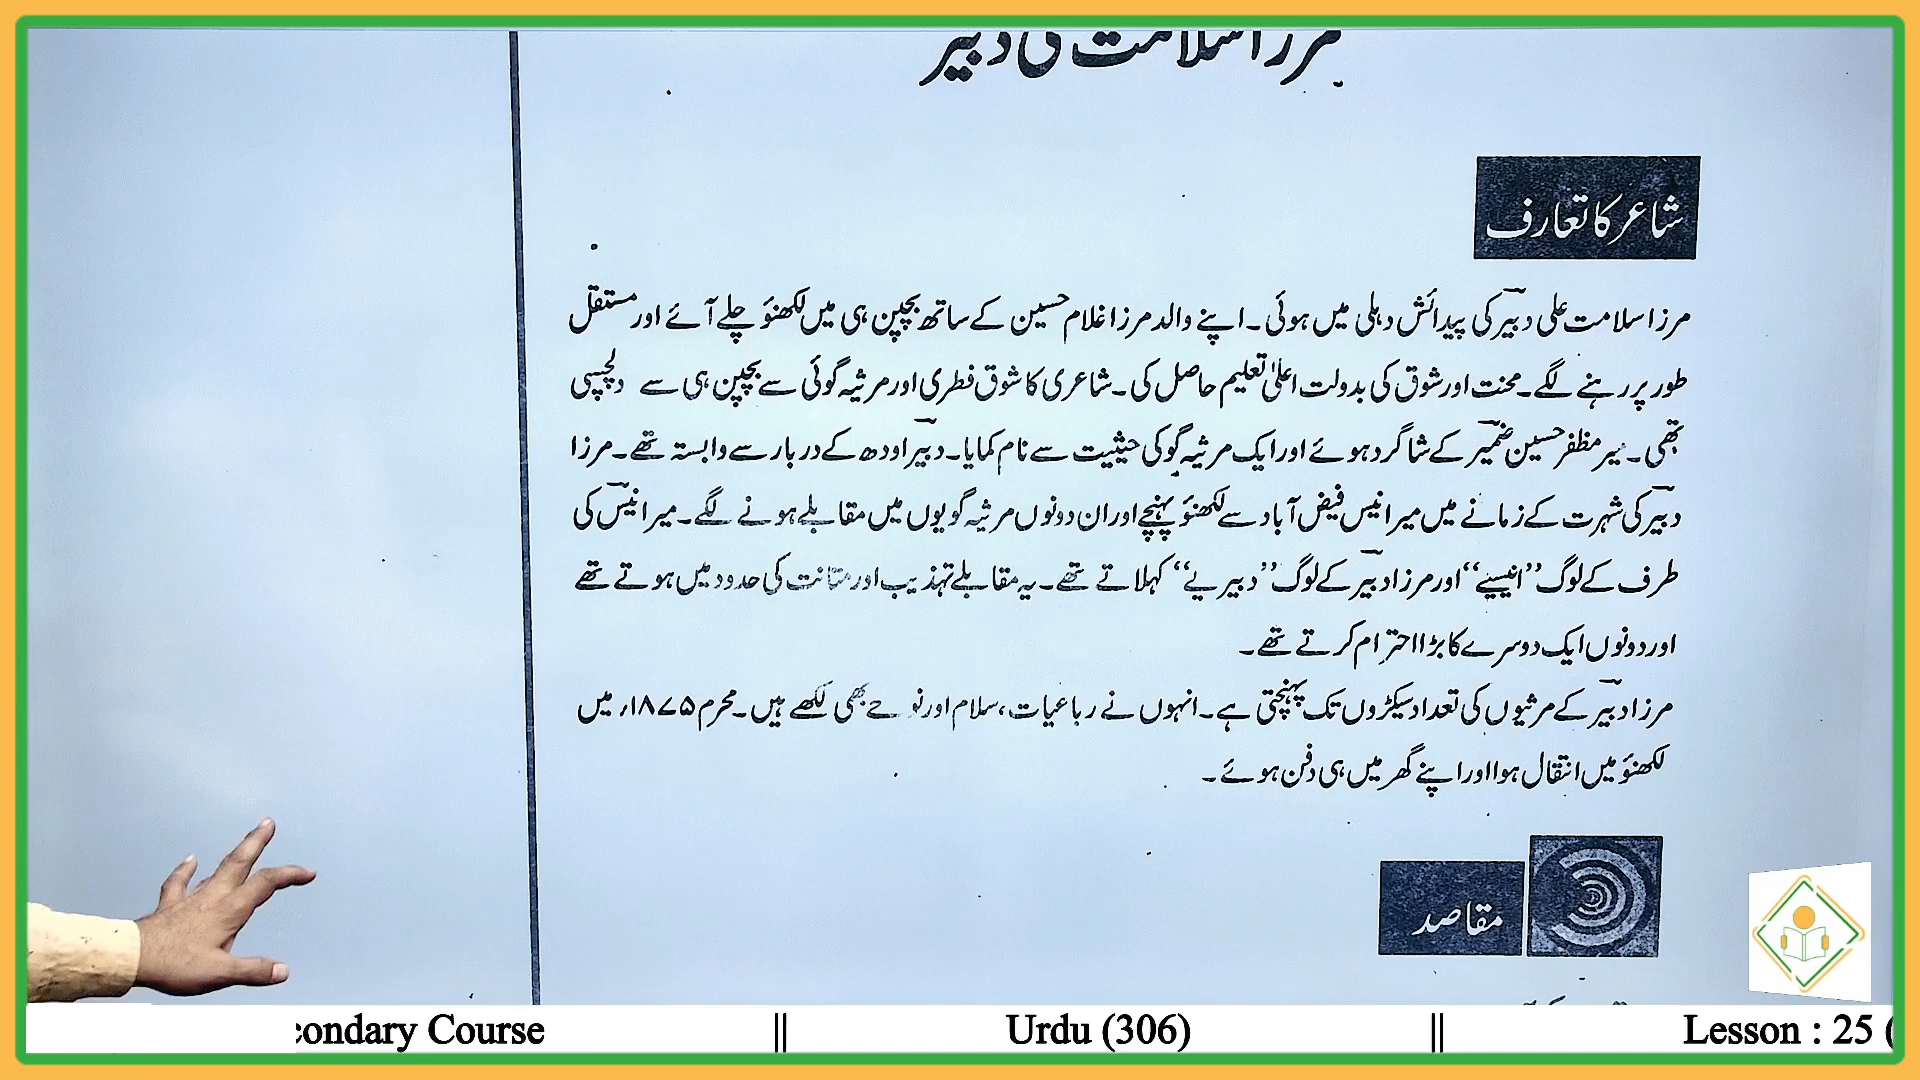 مرزا سلامت علی دبیر
شاعر کا تعارف
مرزا سلامت علی دبیرؔ کی پیدائش دہلی میں ہوئی۔ اپنے والد مرزا غلام حسین کے ساتھ بچپن ہی میں لکھنؤ چلے آئے اور مستقل
طور پر رہنے لگے۔ محنت اور شوق کی بدولت اعلیٰ تعلیم حاصل کی۔ شاعری کا شوق فطری اور مرثیہ گوئی سے بچپن ہی سے دلچسپی
تھی۔ میر مظفر حسین ضمیرؔ کے شاگرد ہوئے اور ایک مرثیہ گو کی حیثیت سے نام کمایا۔ دبیرؔ اودھ کے دربار سے وابستہ تھے۔ مرزا
دبیرؔ کی شہرت کے زمانے میں میر انیس فیض آباد سے لکھنؤ پہنچے اور ان دونوں مرثیہ گویوں میں مقابلے ہونے لگے۔ میر انیسؔ کی
طرف کے لوگ ’’انیسیے‘‘ اور مرزا دبیرؔ کے لوگ ’’دبیریے‘‘ کہلاتے تھے۔ یہ مقابلے تہذیب اور متانت کی حدود میں ہوتے تھے
اور دونوں ایک دوسرے کا بڑا احترام کرتے تھے۔
مرزا دبیرؔ کے مرثیوں کی تعداد سیکڑوں تک پہنچتی ہے۔ انہوں نے رباعیات، سلام اور نوحے بھی لکھے ہیں۔ محرم ۱۸۷۵ء میں
لکھنؤ میں انتقال ہوا اور اپنے گھر میں ہی دفن ہوئے۔
مقاصد
condary Course || Urdu (306) || Lesson : 25 (